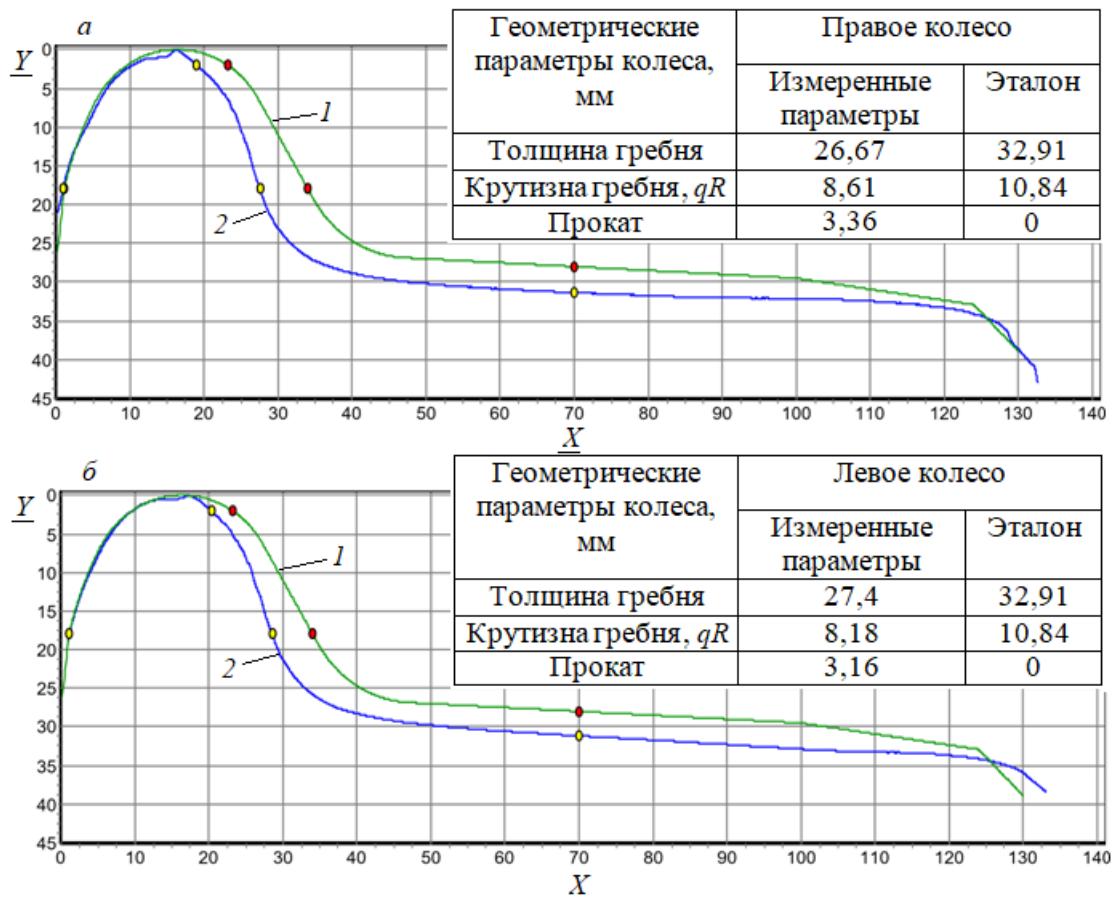 а
Y
0
5
10
15
20
25
30
35
40
45
1
2
0 10 20 30 40 50 60 70 80 90 100 110 120 130 140
X
Геометрические параметры колеса, мм
Правое колесо
Измеренные параметры
Эталон
Толщина гребня 26,67 32,91
Крутизна гребня, qR 8,61 10,84
Прокат 3,36 0
б
Y
0
5
10
15
20
25
30
35
40
45
1
2
0 10 20 30 40 50 60 70 80 90 100 110 120 130 140
X
Геометрические параметры колеса, мм
Левое колесо
Измеренные параметры
Эталон
Толщина гребня 27,4 32,91
Крутизна гребня, qR 8,18 10,84
Прокат 3,16 0